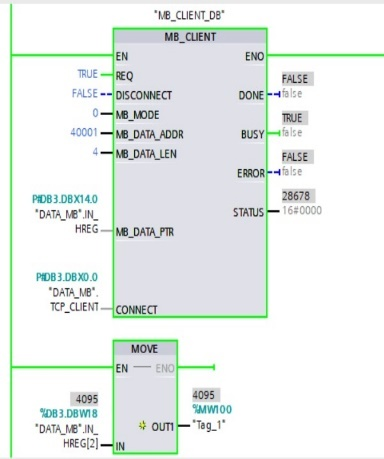 "MB_CLIENT_DB"
MB_CLIENT
EN ENO
TRUE REQ
FALSE DISCONNECT
0 MB_MODE
40001 MB_DATA_ADDR
4 MB_DATA_LEN
P#DB3.DBX14.0
"DATA_MB".IN_
HREG MB_DATA_PTR
P#DB3.DBX0.0
"DATA_MB".
TCP_CLIENT CONNECT
FALSE
DONE false
TRUE
BUSY false
FALSE
ERROR false
28678
STATUS 16#0000
MOVE
EN ENO
4095
%DB3.DBW18
"DATA_MB".IN_
HREG[2] IN
4095
%MW100
OUT1 "Tag_1"